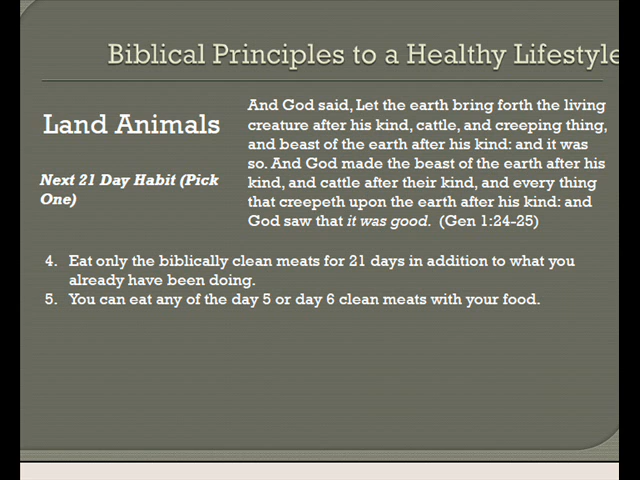 Biblical Principles to a Healthy Lifestyle
Land Animals
Next 21 Day Habit (Pick
One)
And God said, Let the earth bring forth the living
creature after his kind, cattle, and creeping thing,
and beast of the earth after his kind: and it was
so. And God made the beast of the earth after his
kind, and cattle after their kind, and every thing
that creepeth upon the earth after his kind: and
God saw that it was good. (Gen 1:24-25)
4. Eat only the biblically clean meats for 21 days in addition to what you
already have been doing.
5. You can eat any of the day 5 or day 6 clean meats with your food.